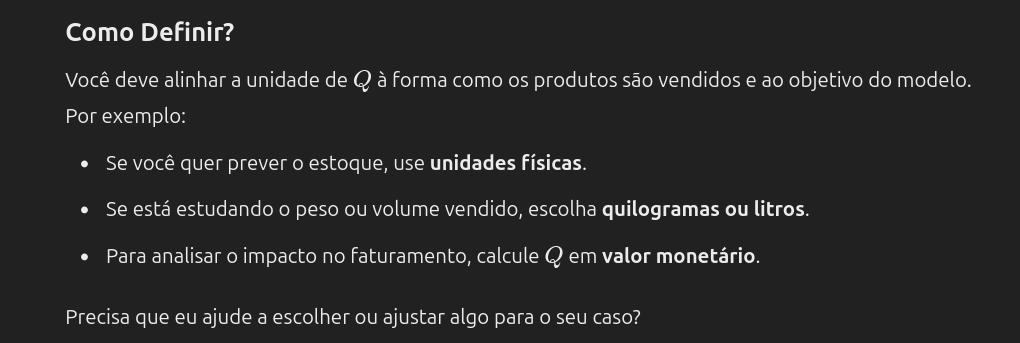 Como Definir?
Você deve alinhar a unidade de Q à forma como os produtos são vendidos e ao objetivo do modelo.
Por exemplo:
• Se você quer prever o estoque, use unidades físicas.
• Se está estudando o peso ou volume vendido, escolha quilogramas ou litros.
• Para analisar o impacto no faturamento, calcule Q em valor monetário.
Precisa que eu ajude a escolher ou ajustar algo para o seu caso?